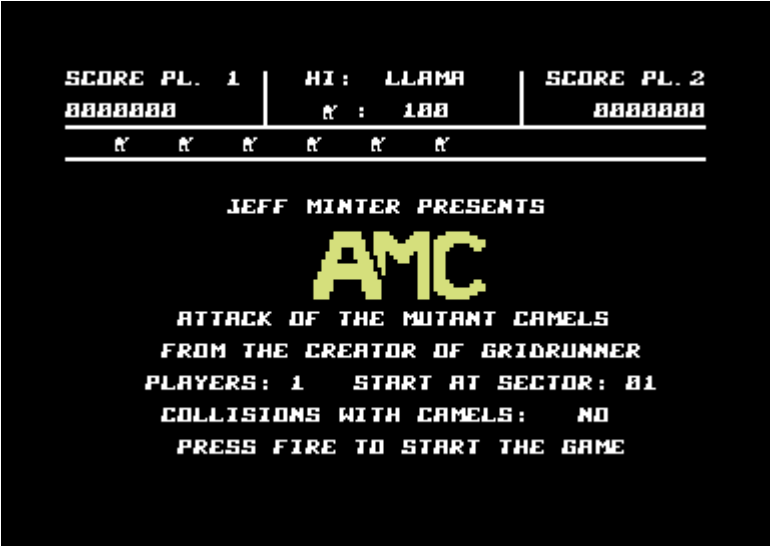 SCORE PL. 1 HI: LLAMA SCORE PL.2
0000000 : 100 0000000
JEFF MINTER PRESENTS
AMC
ATTACK OF THE MUTANT CAMELS
FROM THE CREATOR OF GRIDRUNNER
PLAYERS: 1 START AT SECTOR: 01
COLLISIONS WITH CAMELS: NO
PRESS FIRE TO START THE GAME